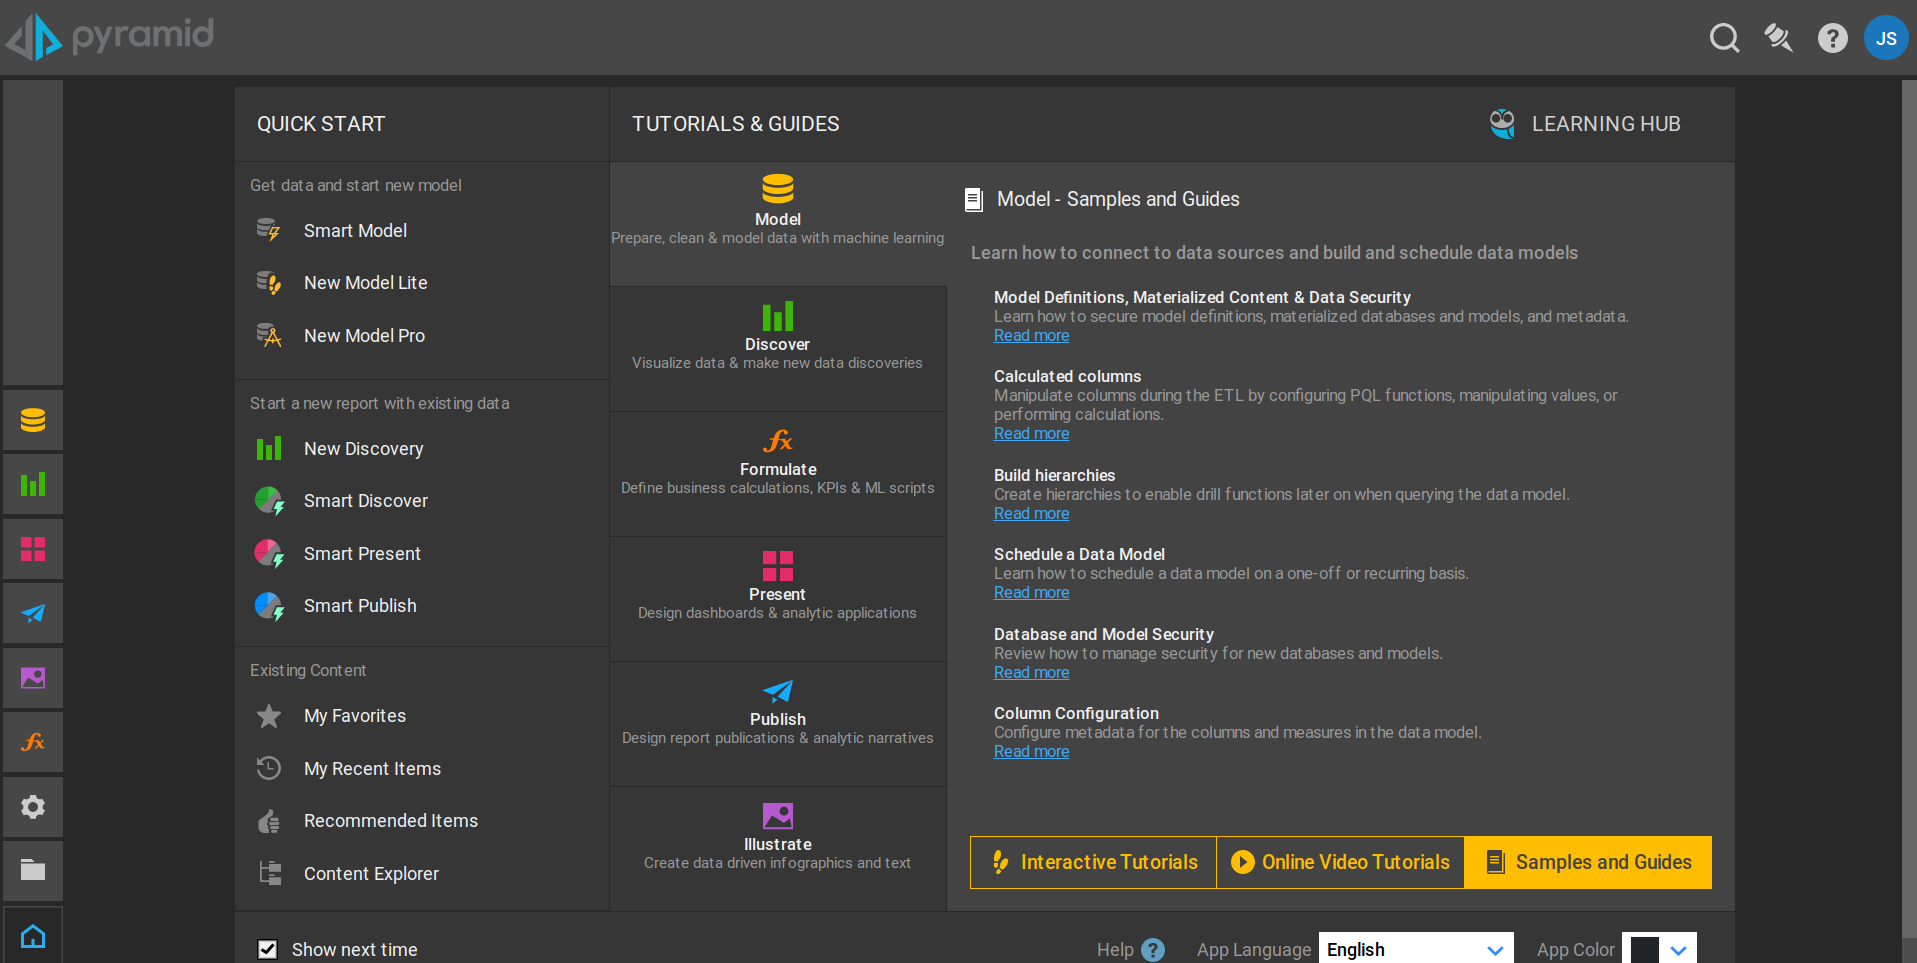 pyramid
JS
QUICK START
TUTORIALS & GUIDES
LEARNING HUB
Get data and start new model
Smart Model
New Model Lite
New Model Pro
Start a new report with existing data
New Discovery
Smart Discover
Smart Present
Smart Publish
Existing Content
My Favorites
My Recent Items
Recommended Items
Content Explorer
Model
Prepare, clean & model data with machine learning
Discover
Visualize data & make new data discoveries
Formulate
Define business calculations, KPIs & ML scripts
Present
Design dashboards & analytic applications
Publish
Design report publications & analytic narratives
Illustrate
Create data driven infographics and text
Model - Samples and Guides
Learn how to connect to data sources and build and schedule data models
Model Definitions, Materialized Content & Data Security
Learn how to secure model definitions, materialized databases and models, and metadata.
Read more
Calculated columns
Manipulate columns during the ETL by configuring PQL functions, manipulating values, or
performing calculations.
Read more
Build hierarchies
Create hierarchies to enable drill functions later on when querying the data model.
Read more
Schedule a Data Model
Learn how to schedule a data model on a one-off or recurring basis.
Read more
Database and Model Security
Review how to manage security for new databases and models.
Read more
Column Configuration
Configure metadata for the columns and measures in the data model.
Read more
Interactive Tutorials
Online Video Tutorials
Samples and Guides
Show next time
Help ?
App Language
English
App Color